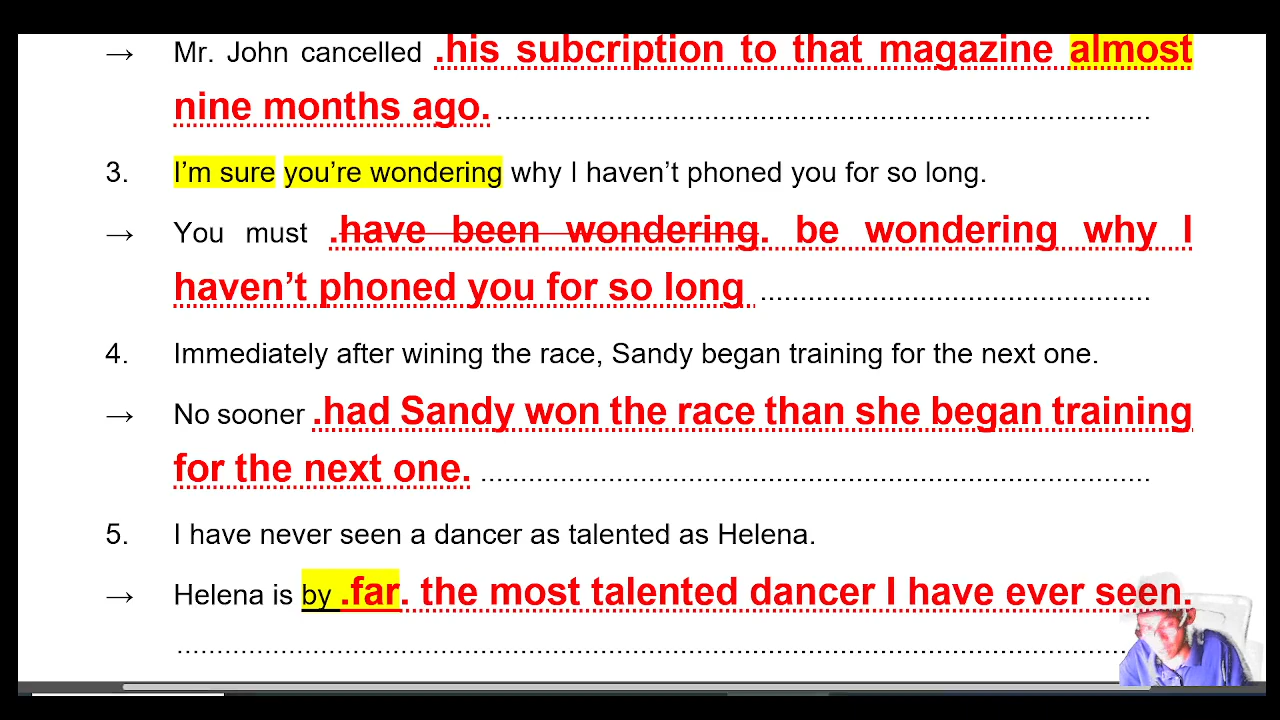 → Mr. John cancelled .his subcription to that magazine almost
nine months ago. ....................................................................................
3. I'm sure you're wondering why I haven't phoned you for so long.
→ You must .have been wondering. be wondering why I
haven't phoned you for so long ..................................................
4. Immediately after wining the race, Sandy began training for the next one.
→ No sooner .had Sandy won the race than she began training
for the next one. ......................................................................................
5. I have never seen a dancer as talented as Helena.
→ Helena is by .far. the most talented dancer I have ever seen.
.........................................................................................................................